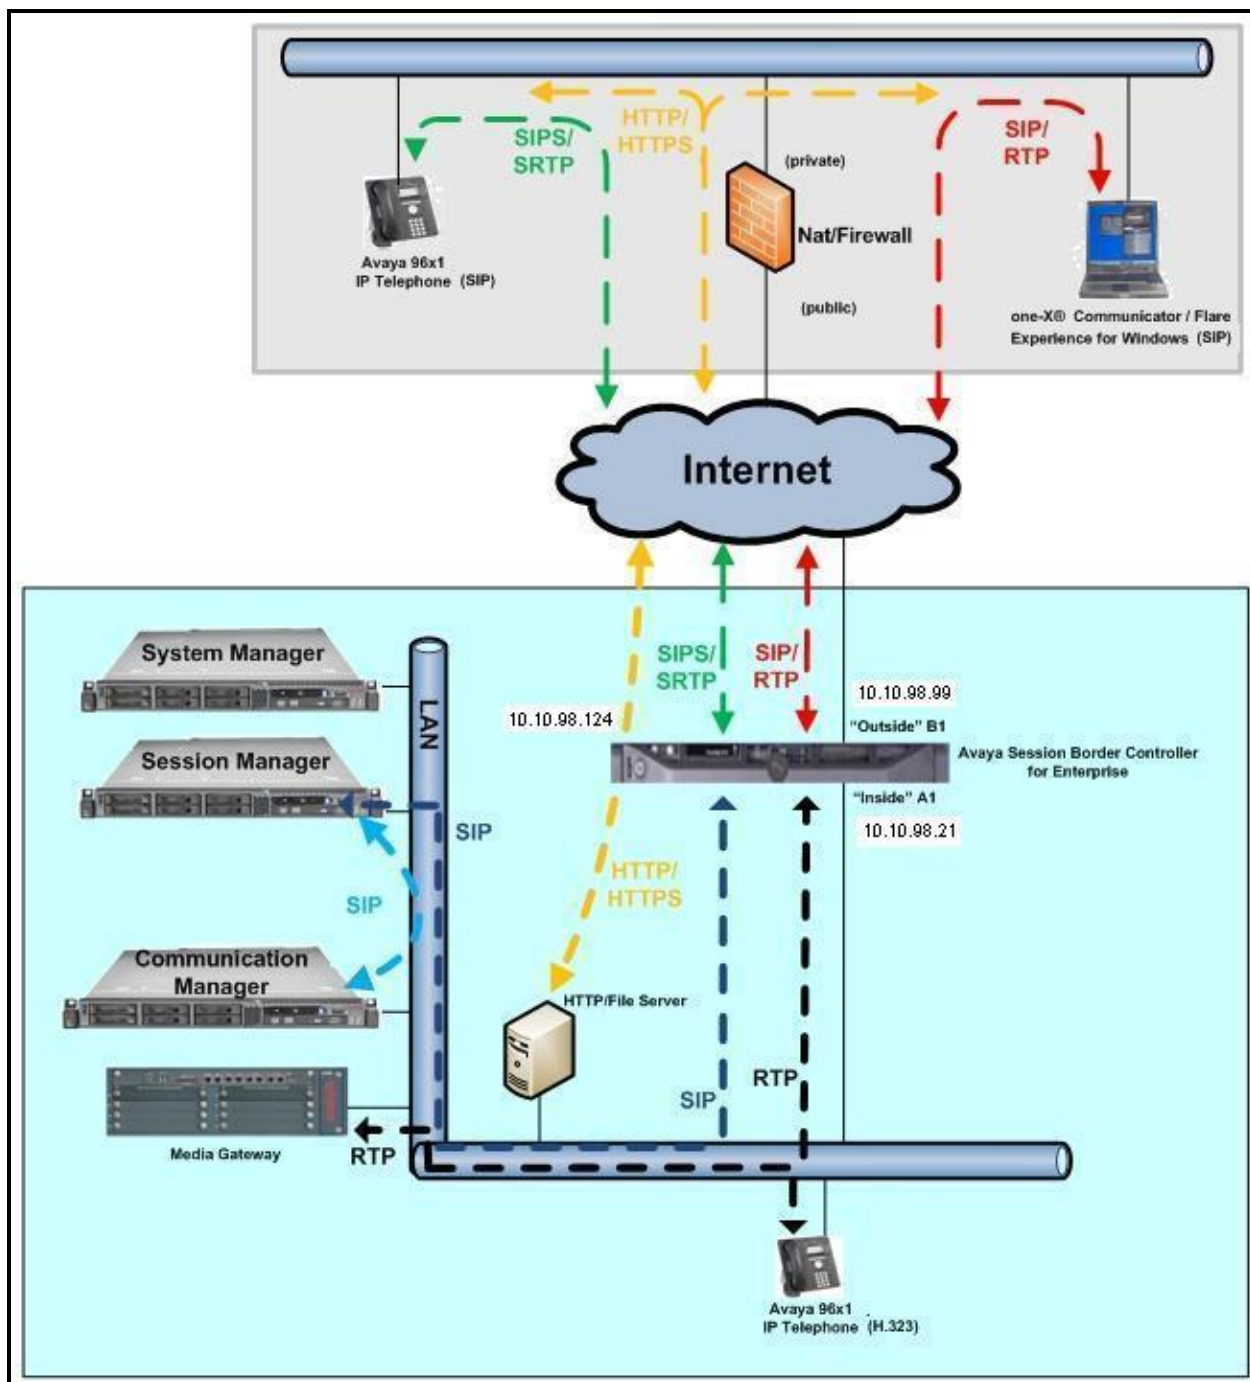 HTTP/
HTTPS
SIPS/
SRTP
SIP/
RTP
(private)
Nat/Firewall
(public)
Avaya 96x1
IP Telephone (SIP)
one-X® Communicator / Flare
Experience for Windows (SIP)
Internet
System Manager
Session Manager
LAN
SIPS/
SRTP
SIP/
RTP
10.10.98.99
10.10.98.124
"Outside" B1
Avaya Session Border Controller
for Enterprise
"Inside" A1
10.10.98.21
SIP
HTTP/
HTTPS
SIP
Communication
Manager
HTTP/File Server
RTP
SIP
Media Gateway
RTP
Avaya 96x1 .
IP Telephone (H.323)